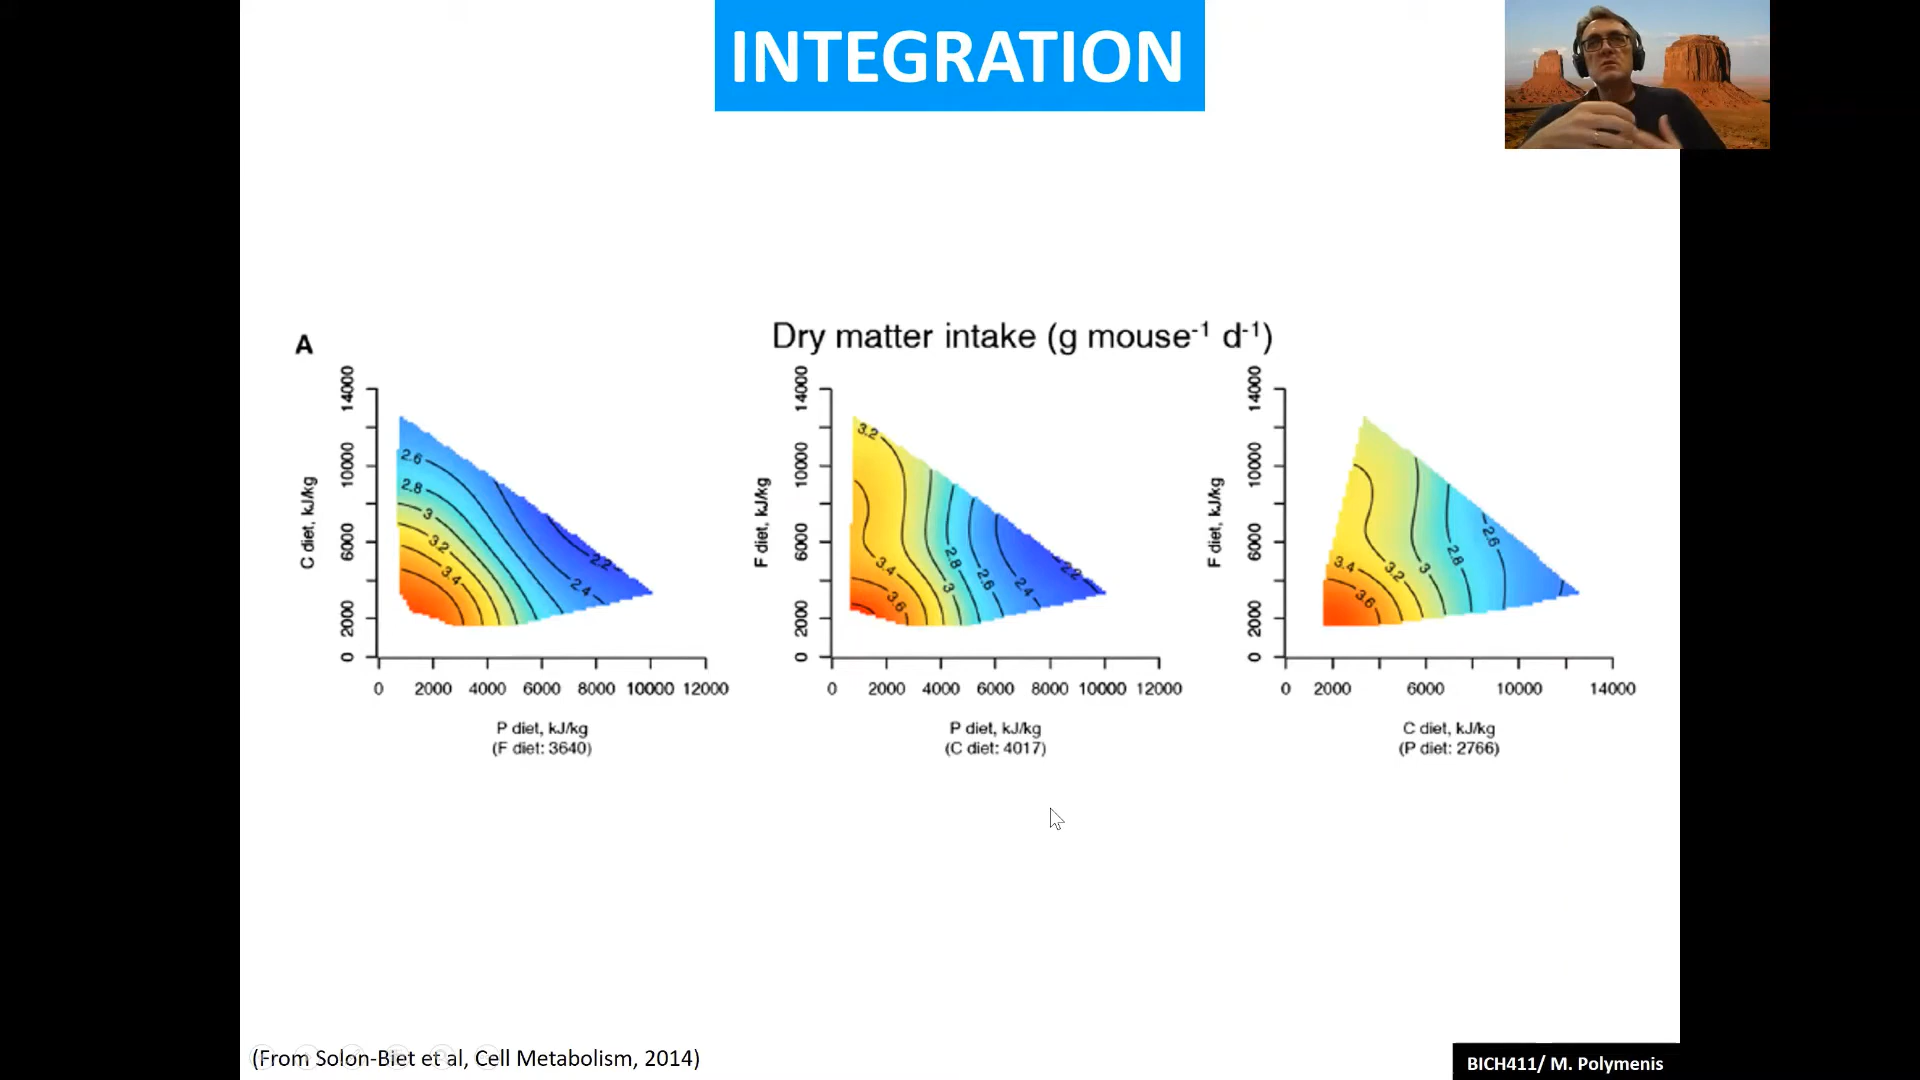 INTEGRATION
A
Dry matter intake (g mouse⁻¹ d⁻¹)
C diet, kJ/kg
0 2000 6000 10000 14000
2.6
2.8
3
3.2
3.4
2.4
2.2
0 2000 4000 6000 8000 10000 12000
P diet, kJ/kg
(F diet: 3640)
F diet, kJ/kg
0 2000 6000 10000 14000
3.2
3.4
3.6
3
2.8
2.6
2.4
2.2
0 2000 4000 6000 8000 10000 12000
P diet, kJ/kg
(C diet: 4017)
F diet, kJ/kg
0 2000 6000 10000 14000
3.4
3.6
3.2
3
2.8
2.6
0 2000 6000 10000 14000
C diet, kJ/kg
(P diet: 2766)
(From Solon-Biet et al, Cell Metabolism, 2014)
BICH411/ M. Polymenis